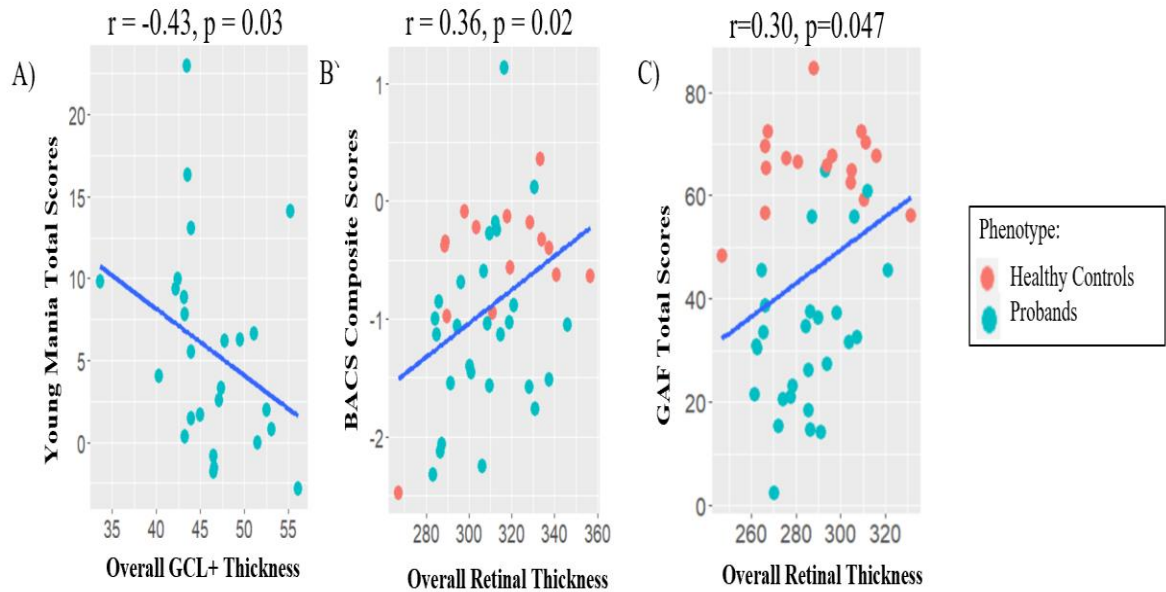 r = -0.43, p = 0.03
r = 0.36, p = 0.02
r=0.30, p=0.047
A)
B`
C)
Young Mania Total Scores
20
15
10
5
0
35 40 45 50 55
Overall GCL+ Thickness
BACS Composite Scores
1
0
-1
-2
280 300 320 340 360
Overall Retinal Thickness
GAF Total Scores
80
60
40
20
0
260 280 300 320
Overall Retinal Thickness
Phenotype:
Healthy Controls
Probands